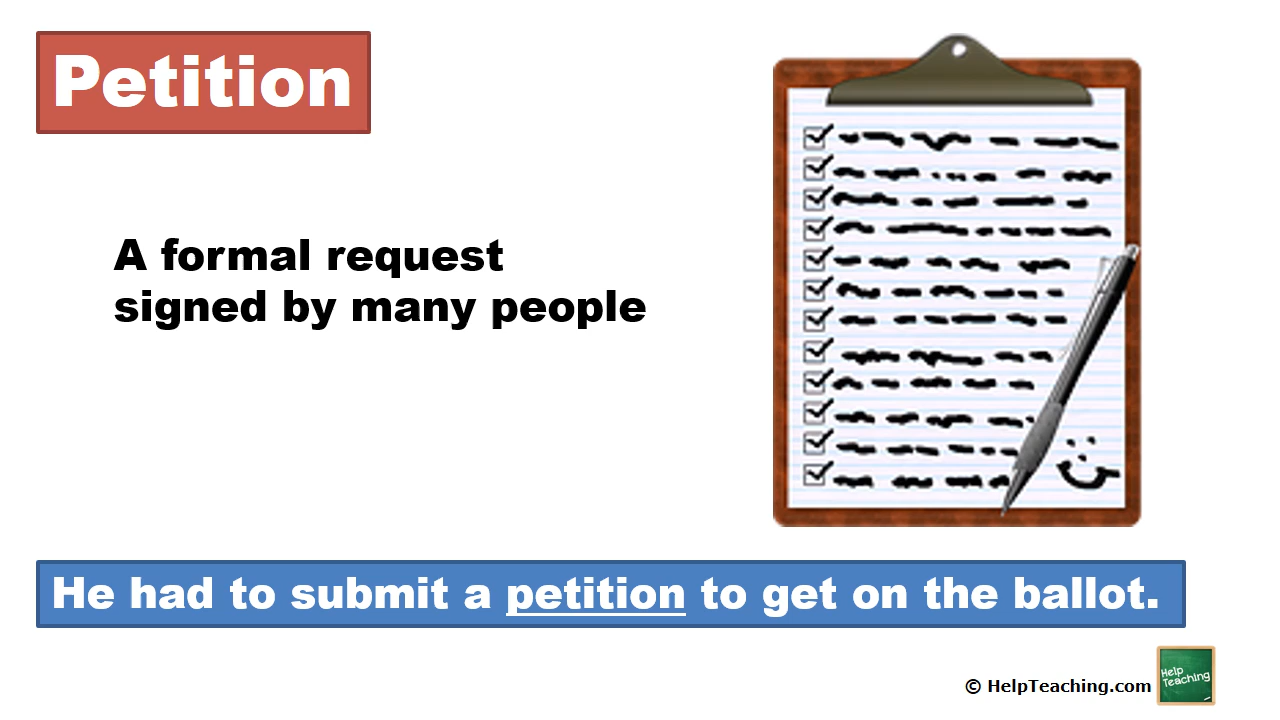 Petition
A formal request
signed by many people
He had to submit a petition to get on the ballot.
© HelpTeaching.com
Help
Teaching